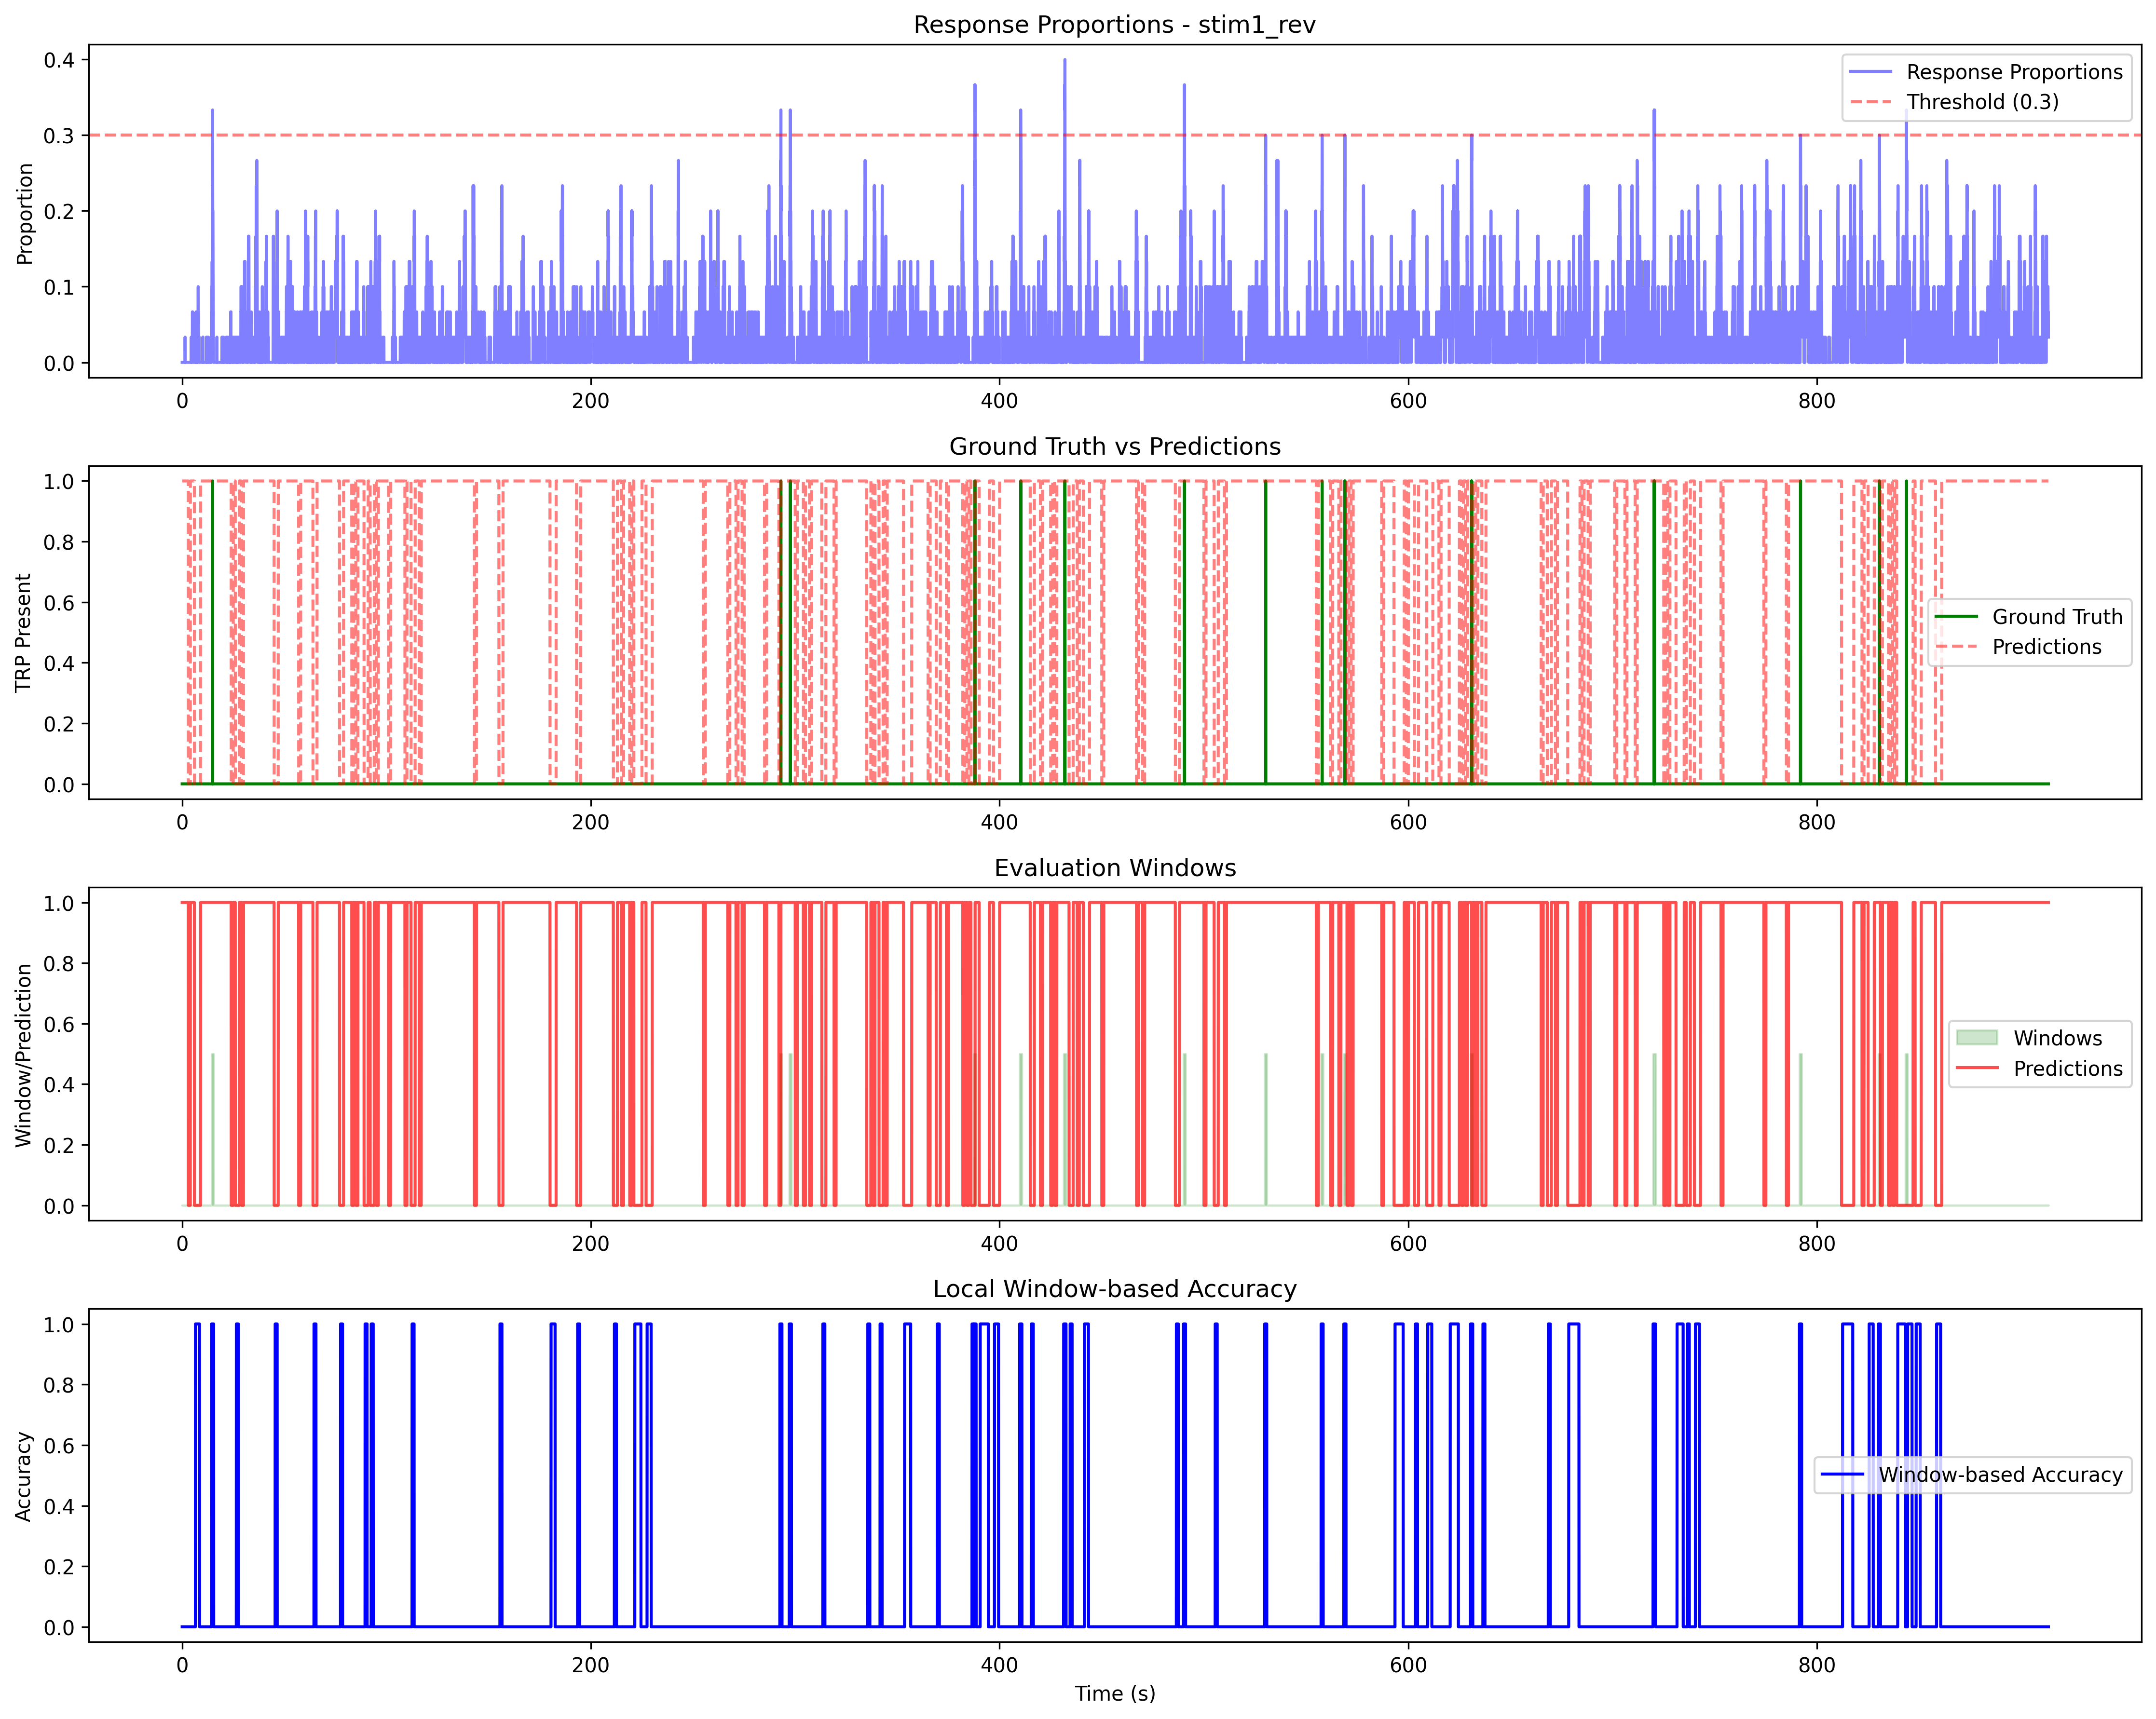 Response Proportions - stim1_rev
0.4
0.3
0.2
0.1
0.0
Proportion
Response Proportions
Threshold (0.3)
0 200 400 600 800
Ground Truth vs Predictions
1.0
0.8
0.6
0.4
0.2
0.0
TRP Present
Ground Truth
Predictions
0 200 400 600 800
Evaluation Windows
1.0
0.8
0.6
0.4
0.2
0.0
Window/Prediction
Windows
Predictions
0 200 400 600 800
Local Window-based Accuracy
1.0
0.8
0.6
0.4
0.2
0.0
Accuracy
Window-based Accuracy
0 200 400 600 800
Time (s)